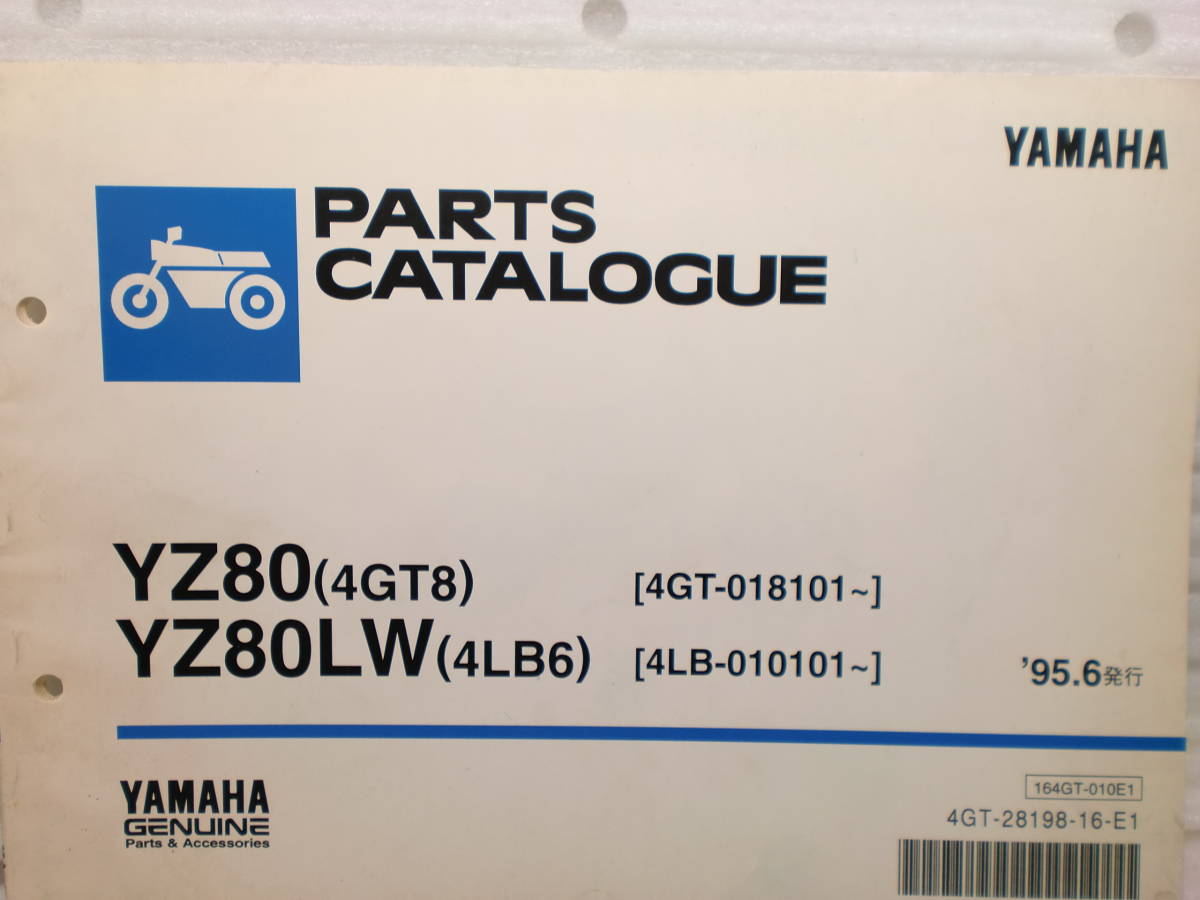 YAMAHA
PARTS
CATALOGUE
YZ80(4GT8) [4GT-018101~]
YZ80LW(4LB6) [4LB-010101~] '95.6発行
YAMAHA
GENUINE
Parts & Accessories
164GT-010E1
4GT-28198-16-E1